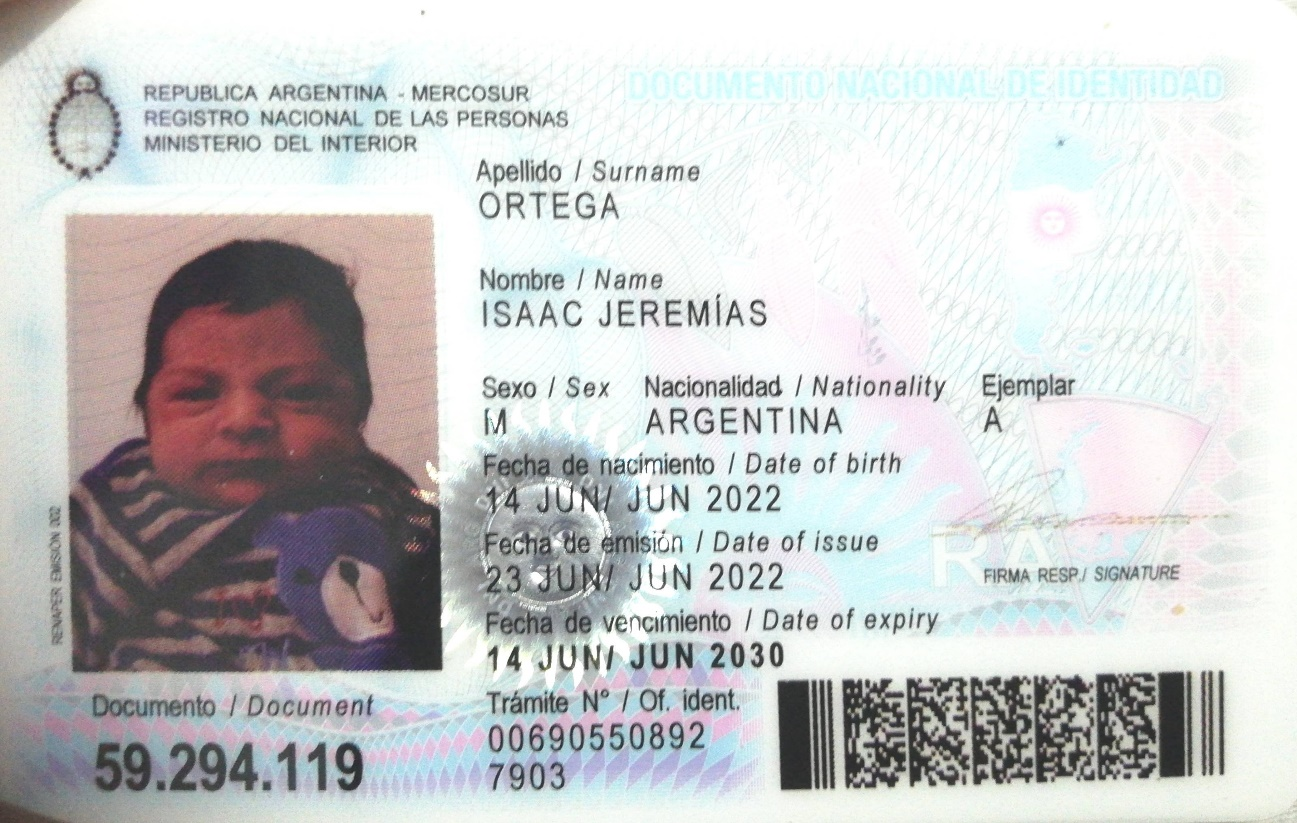 DOCUMENTO NACIONAL DE IDENTIDAD
REPUBLICA ARGENTINA - MERCOSUR
REGISTRO NACIONAL DE LAS PERSONAS
MINISTERIO DEL INTERIOR
Apellido / Surname
ORTEGA
Nombre / Name
ISAAC JEREMÍAS
Sexo / Sex Nacionalidad / Nationality Ejemplar
M ARGENTINA A
Fecha de nacimiento / Date of birth
14 JUN/ JUN 2022
Fecha de emisión / Date of issue
23 JUN/ JUN 2022
RA
FIRMA RESP./ SIGNATURE
Fecha de vencimiento / Date of expiry
14 JUN/ JUN 2030
RENAPER EMISION 002
Documento / Document
59.294.119
Trámite N° / Of. ident.
00690550892
7903